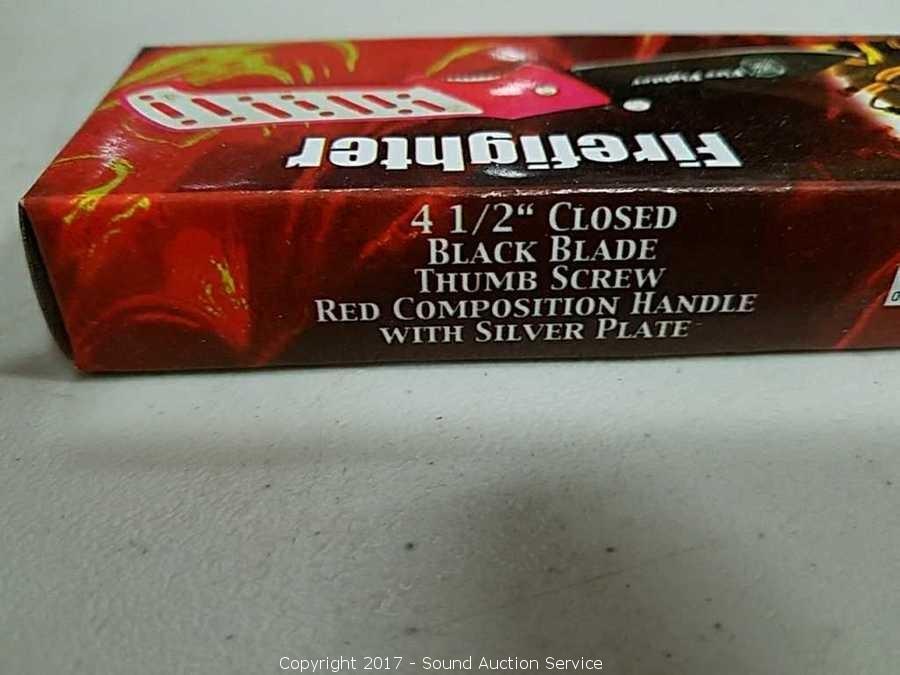 Firefighter
4 1/2“ CLOSED
BLACK BLADE
THUMB SCREW
RED COMPOSITION HANDLE
WITH SILVER PLATE
Copyright 2017 - Sound Auction Service